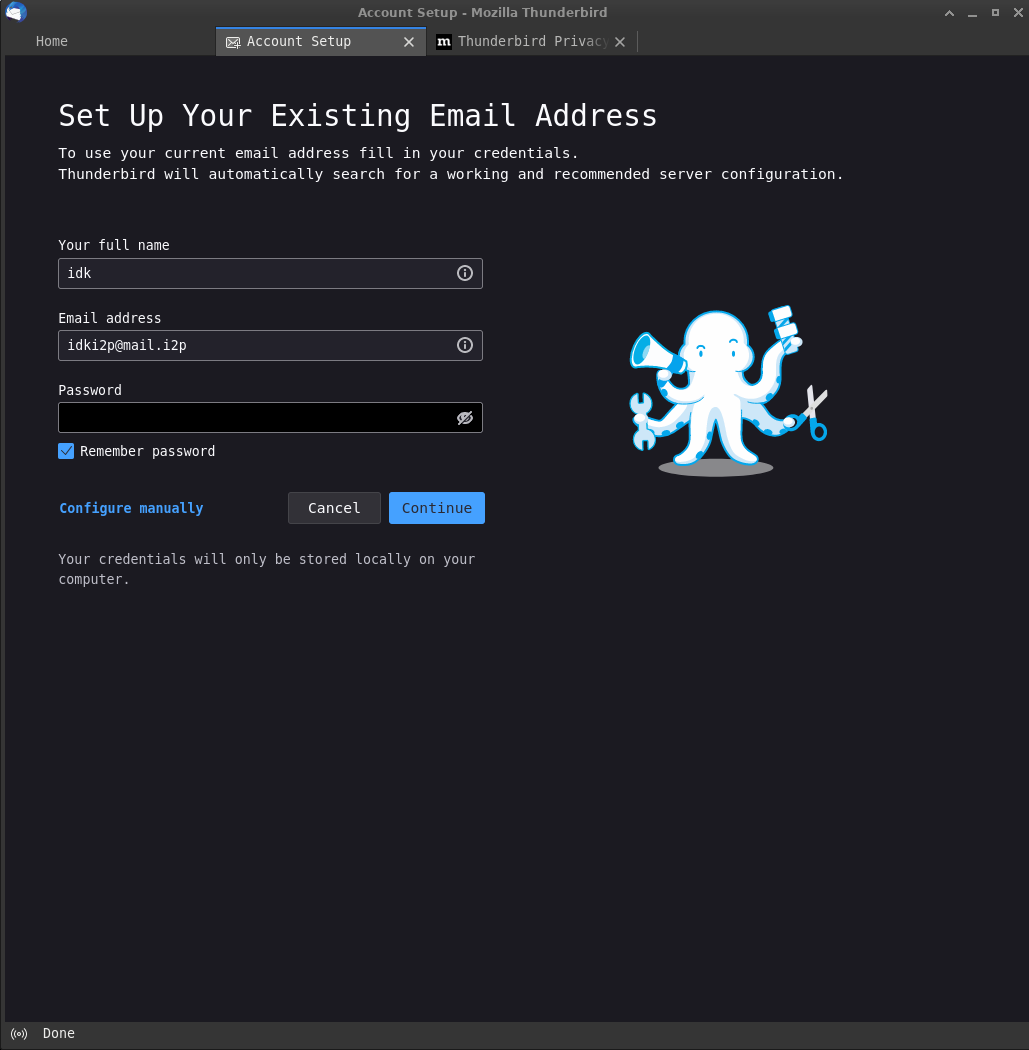 Account Setup - Mozilla Thunderbird
Home
Account Setup
m Thunderbird Privacy
Set Up Your Existing Email Address
To use your current email address fill in your credentials.
Thunderbird will automatically search for a working and recommended server configuration.
Your full name
idk
Email address
idki2p@mail.i2p
Password
Remember password
Configure manually
Cancel
Continue
Your credentials will only be stored locally on your
computer.
Done